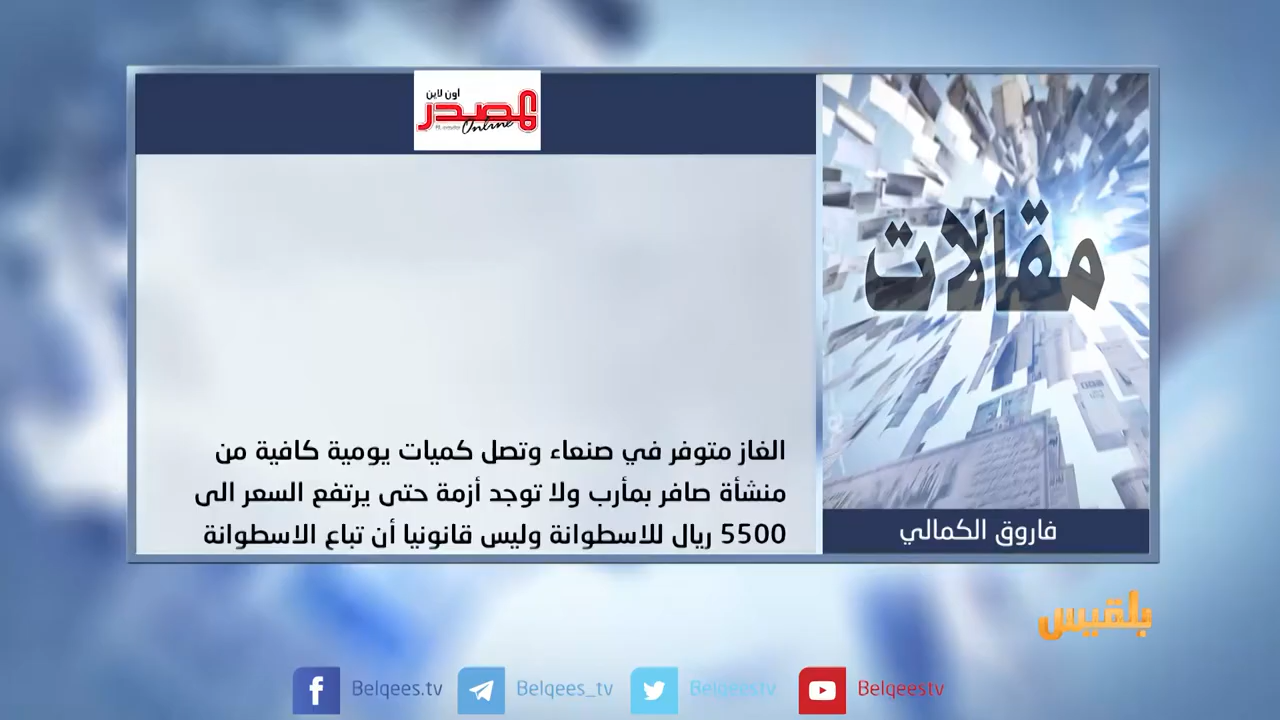 اون لاين
المصدر
Online
مقالات
الغاز متوفر في صنعاء وتصل كميات يومية كافية من
منشأة صافر بمأرب ولا توجد أزمة حتى يرتفع السعر الى
5500 ريال للاسطوانة وليس قانونيا أن تباع الاسطوانة
فاروق الكمالي
بلقيس
Belqees.tv
Belqees_tv
Belqeestv
Belqeestv